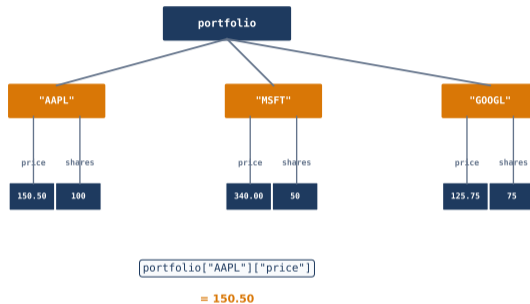 portfolio
"AAPL" "MSFT" "GOOGL"
price shares price shares price shares
150.50 100 340.00 50 125.75 75
portfolio["AAPL"]["price"]
= 150.50